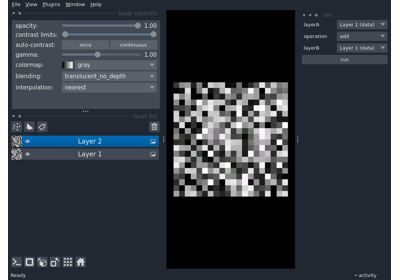 File View Plugins Window Help
layer controls
opacity: 1.00
contrast limits:
auto-contrast: once continuous
gamma: 1.00
colormap: gray
blending: translucent_no_depth
interpolation: nearest
layer list
Layer 2
Layer 1
layerA Layer 1 (data)
operation add
layerB Layer 1 (data)
run
activity